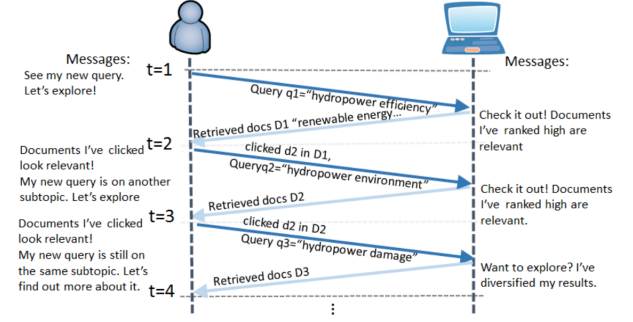 Messages:
See my new query.
Let's explore!
t=1
Messages:
Query q1="hydropower efficiency"
Check it out! Documents
I've ranked high are
relevant
Retrieved docs D1 "renewable energy...
t=2
Documents I've clicked
look relevant!
My new query is on another
subtopic. Let's explore
clicked d2 in D1,
Queryq2="hydropower environment"
Check it out! Documents
I've ranked high are
relevant.
Retrieved docs D2
t=3
Documents I've clicked
look relevant!
My new query is still on
the same subtopic. Let's
find out more about it.
clicked d2 in D2
Query q3="hydropower damage"
Want to explore? I've
diversified my results.
Retrieved docs D3
t=4
⋮